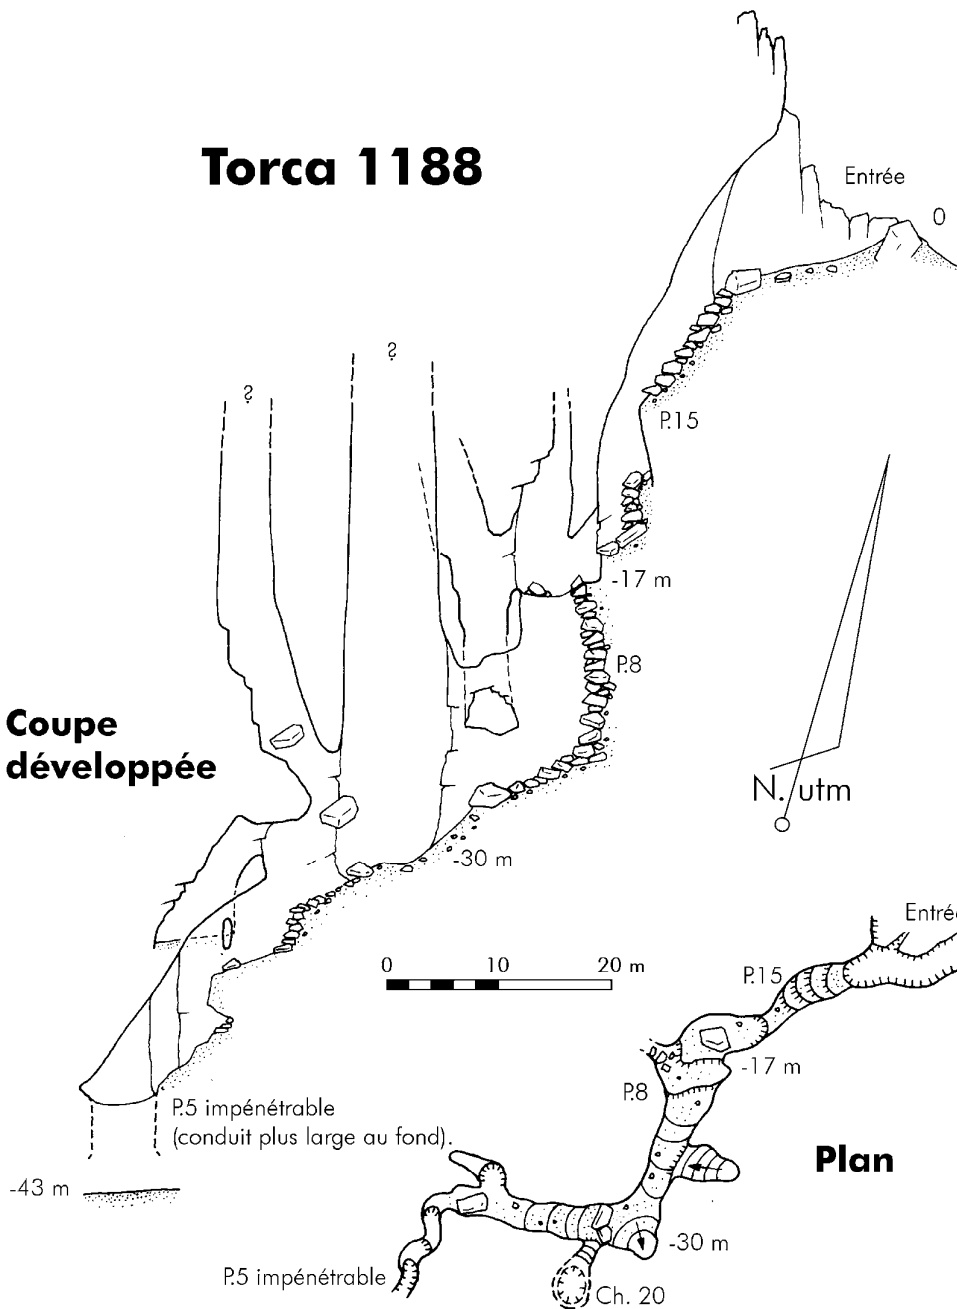 Torca 1188
Entrée
0
?
?
P.15
-17 m
P.8
Coupe
développée
N. utm
-30 m
0 10 20 m
Entrée
P.15
-17 m
P.8
P.5 impénétrable
(conduit plus large au fond).
Plan
-43 m
-30 m
P.5 impénétrable
Ch. 20